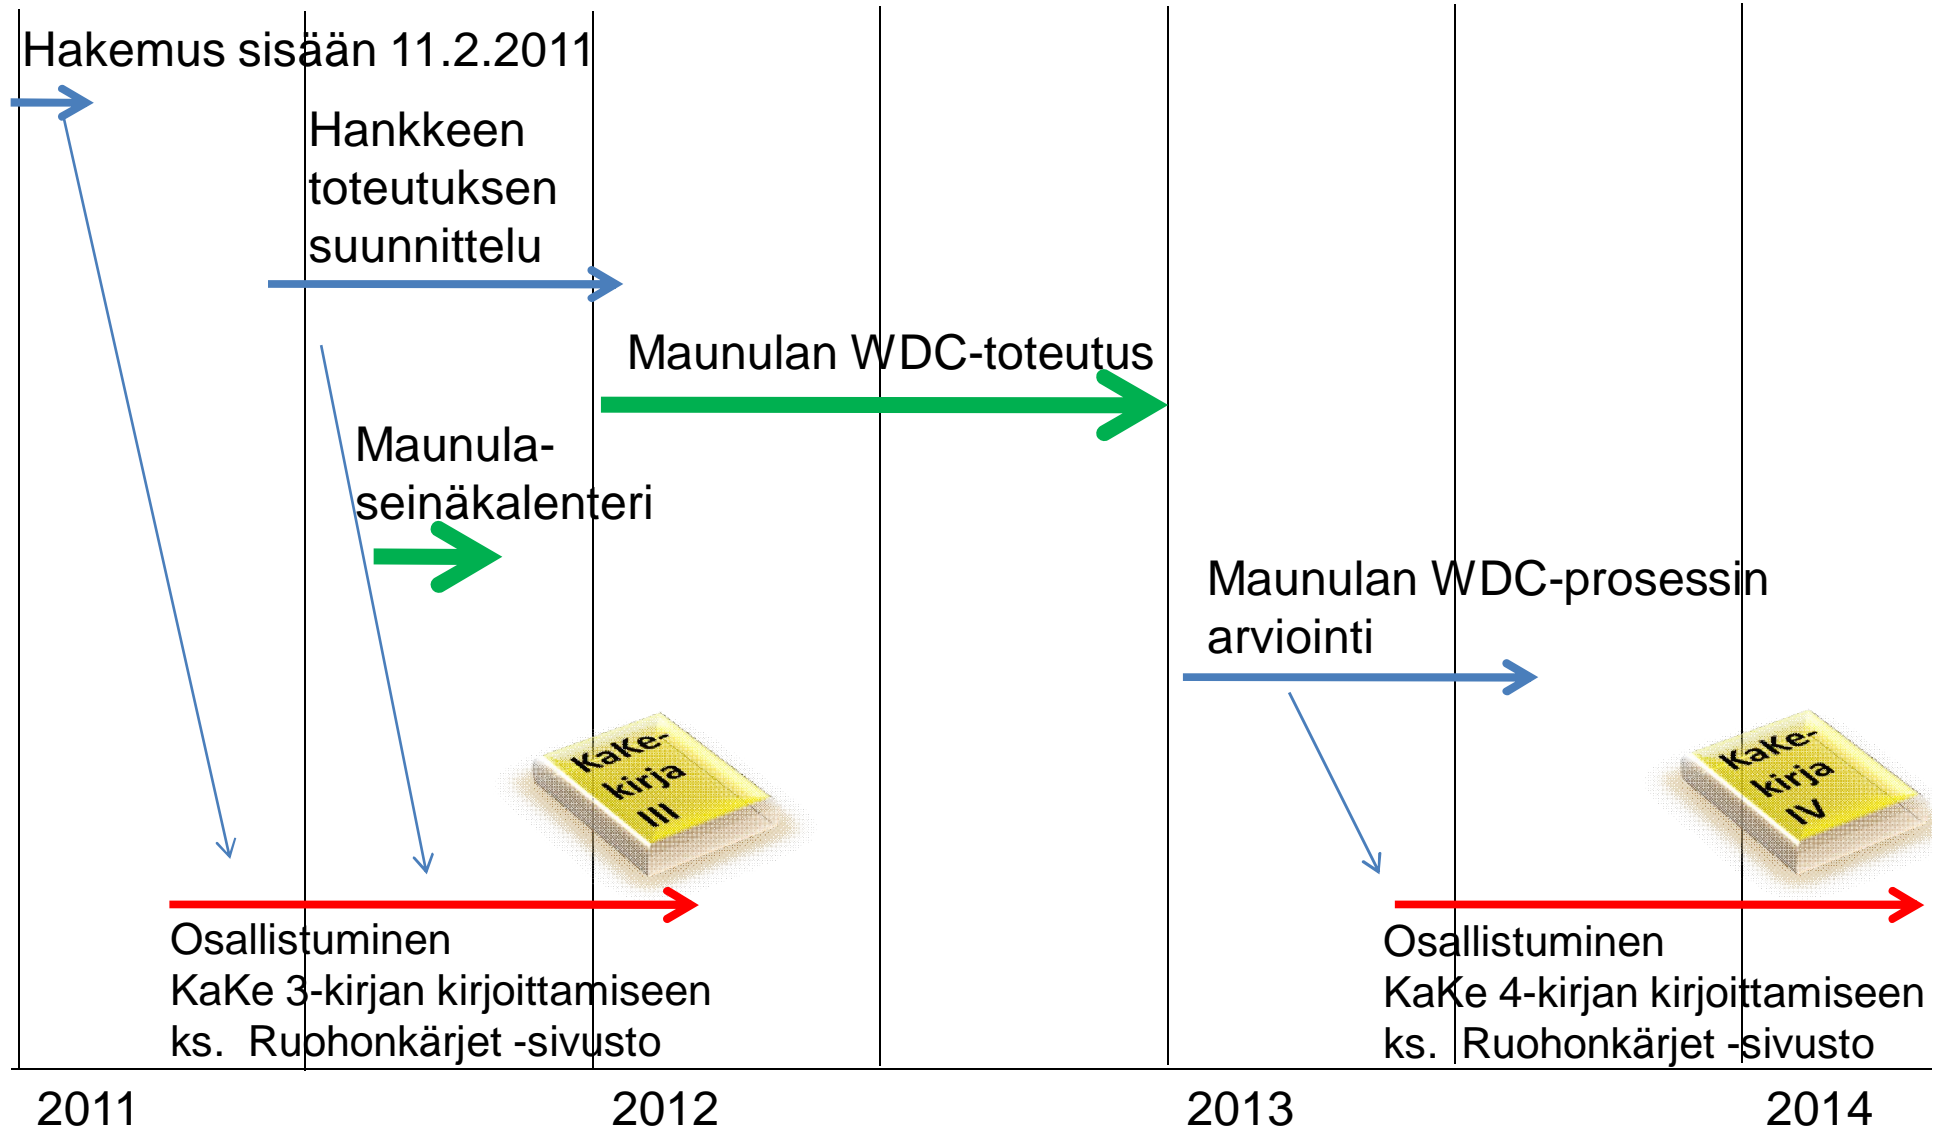 Hakemus sisään 11.2.2011
Hankkeen
toteutuksen
suunnittelu
Maunulan WDC-toteutus
Maunula-
seinäkalenteri
Maunulan WDC-prosessin
arviointi
KaKe-
kirja
III
KaKe-
kirja
IV
Osallistuminen
KaKe 3-kirjan kirjoittamiseen
ks. Ruohonkärjet -sivusto
Osallistuminen
KaKe 4-kirjan kirjoittamiseen
ks. Ruohonkärjet -sivusto
2011
2012
2013
2014